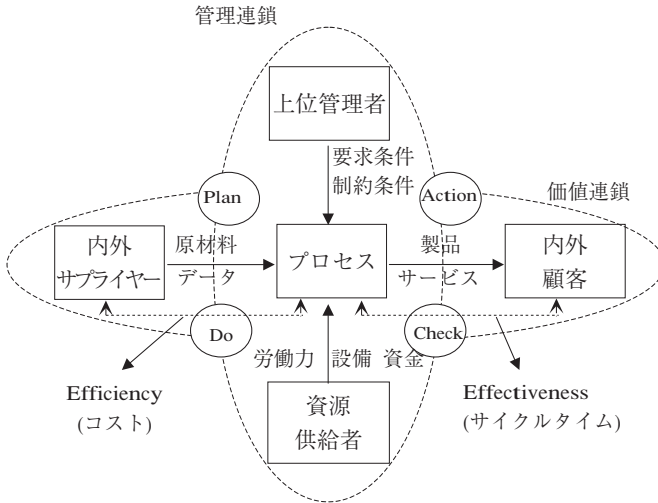 管理連鎖
上位管理者
要求条件
制約条件
Plan
Action
価値連鎖
内外
サプライヤー
原材料
データ
プロセス
製品
サービス
内外
顧客
Do
Check
労働力 設備 資金
Efficiency
(コスト)
資源
供給者
Effectiveness
(サイクルタイム)